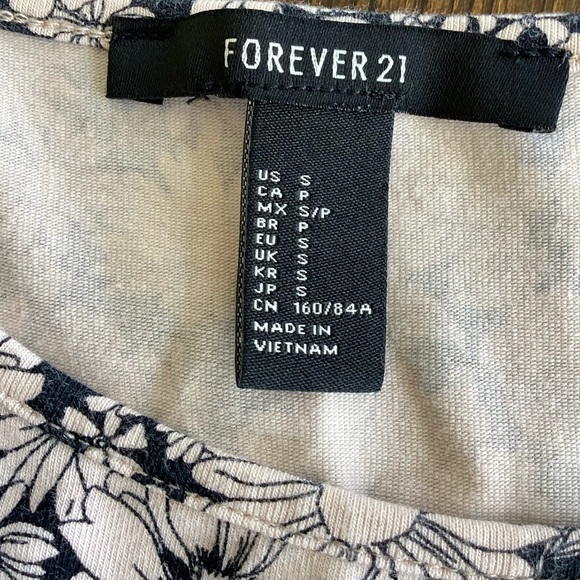 FOREVER 21
US S
CA P
MX S/P
BR P
EU S
UK S
KR S
JP S
CN 160/84A
MADE IN
VIETNAM